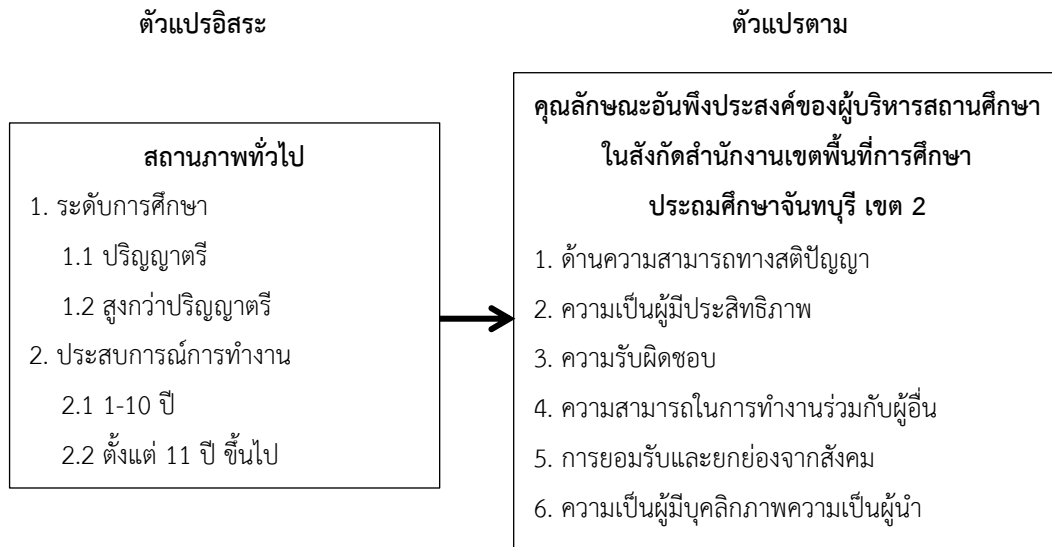 ตัวแปรอิสระ
ตัวแปรตาม
สถานภาพทั่วไป
1. ระดับการศึกษา
1.1 ปริญญาตรี
1.2 สูงกว่าปริญญาตรี
2. ประสบการณ์การทำงาน
2.1 1-10 ปี
2.2 ตั้งแต่ 11 ปี ขึ้นไป
คุณลักษณะอันพึงประสงค์ของผู้บริหารสถานศึกษา
ในสังกัดสำนักงานเขตพื้นที่การศึกษา
ประถมศึกษาจันทบุรี เขต 2
1. ด้านความสามารถทางสติปัญญา
2. ความเป็นผู้มีประสิทธิภาพ
3. ความรับผิดชอบ
4. ความสามารถในการทำงานร่วมกับผู้อื่น
5. การยอมรับและยกย่องจากสังคม
6. ความเป็นผู้มีบุคลิกภาพความเป็นผู้นำ